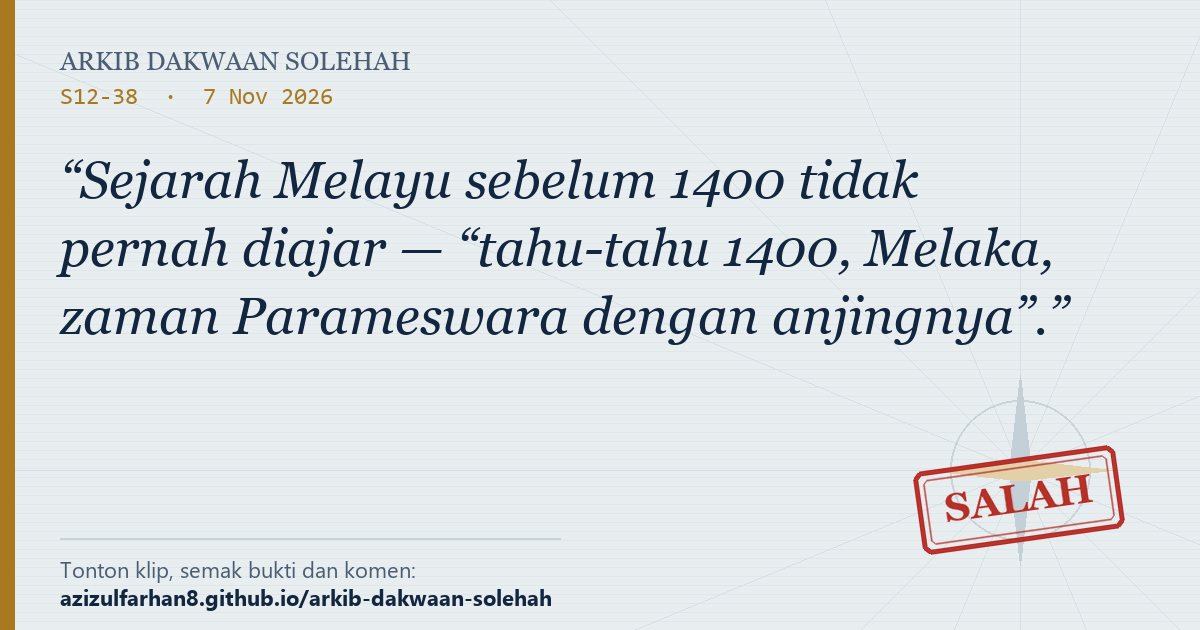 ARKIB DAKWAAN SOLEHAH
S12-38 · 7 Nov 2026
“Sejarah Melayu sebelum 1400 tidak
pernah diajar — “tahu-tahu 1400, Melaka,
zaman Parameswara dengan anjingnya”.”
SALAH
Tonton klip, semak bukti dan komen:
azizulfarhan8.github.io/arkib-dakwaan-solehah